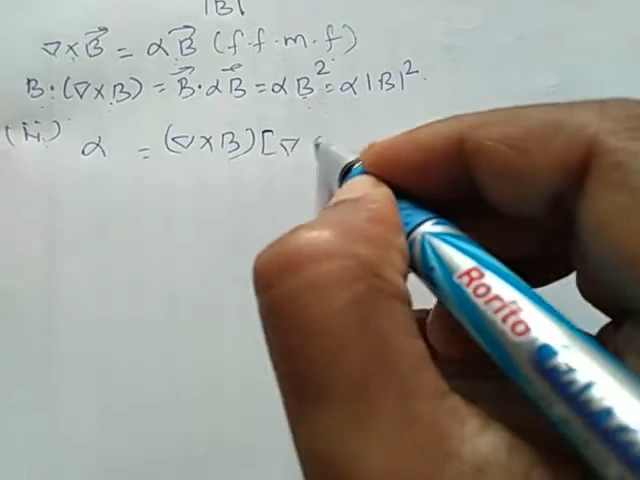 |B|
∇×B⃗ = αB⃗ (f f·m·f)
B·(∇×B) = B⃗·αB⃗ = αB² = α|B|².
(ii) α = (∇×B)[∇
Rorito